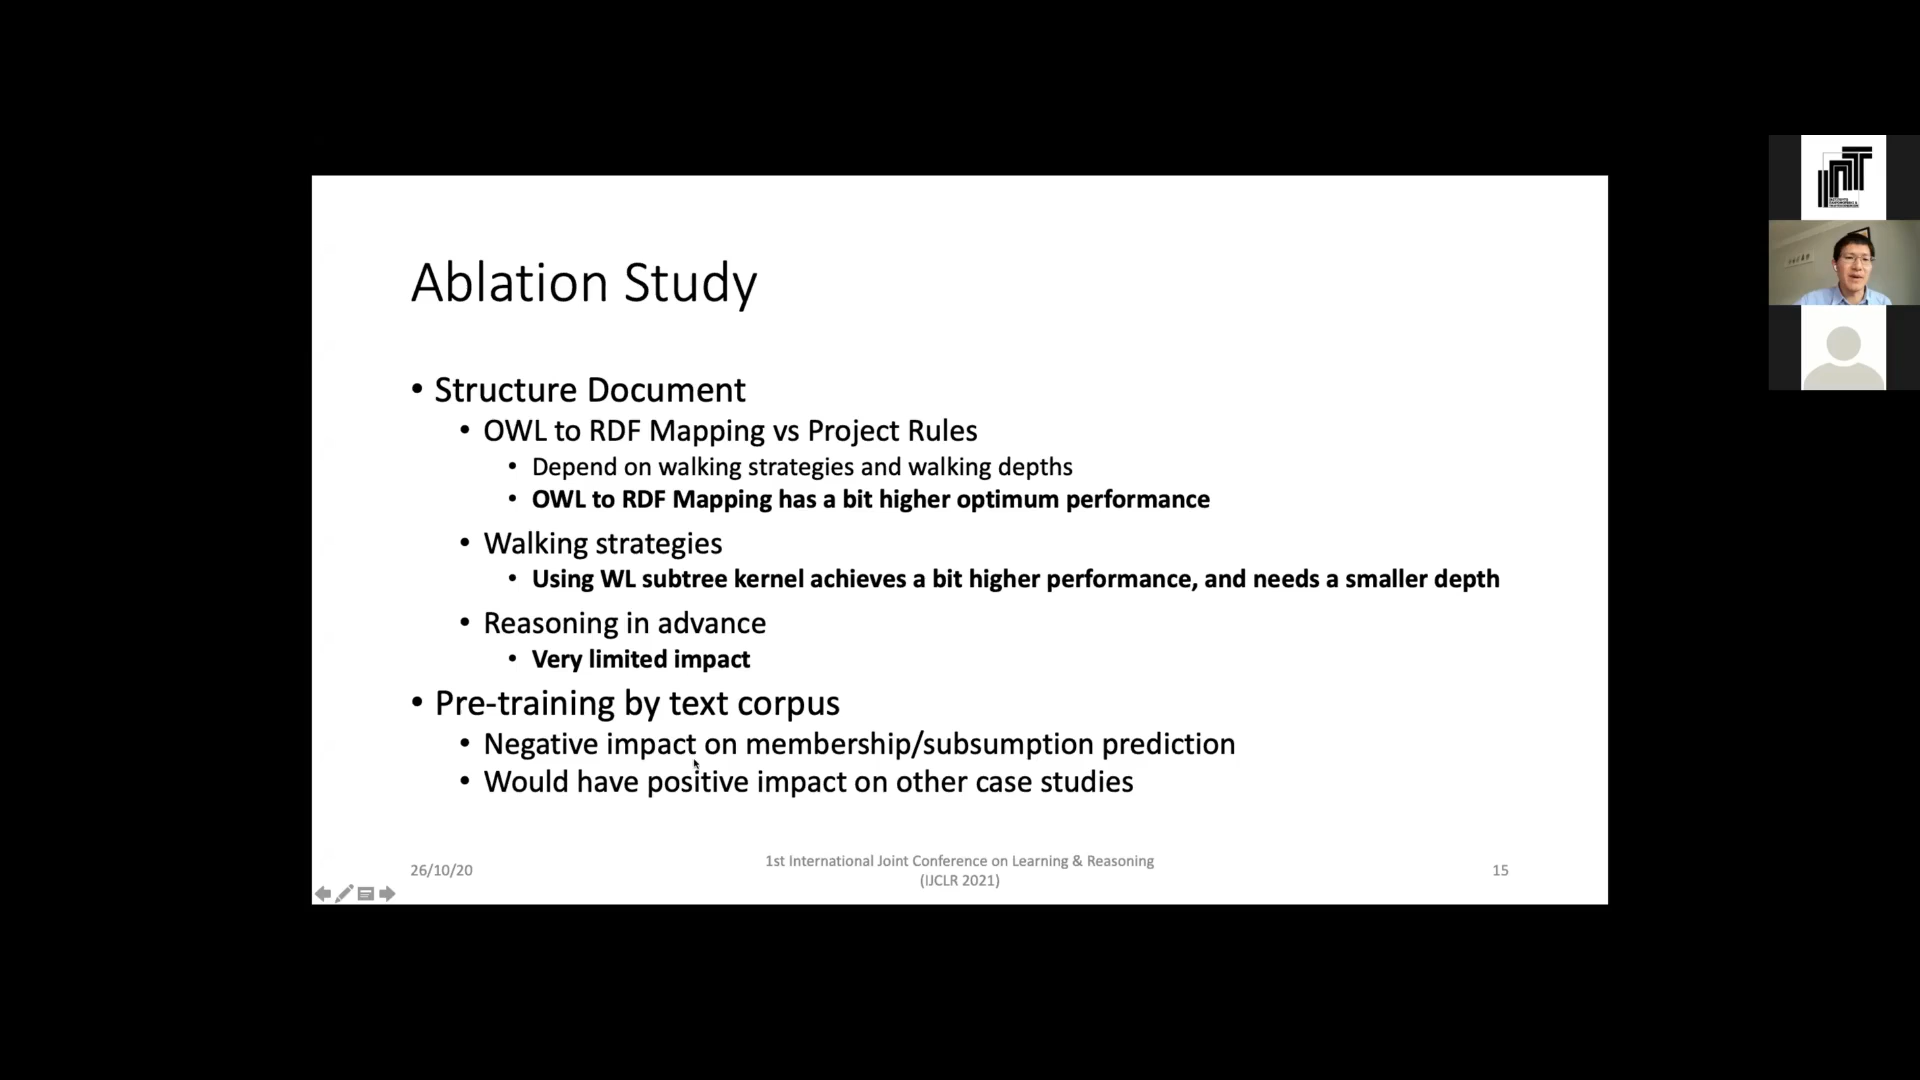 Ablation Study
• Structure Document
• OWL to RDF Mapping vs Project Rules
• Depend on walking strategies and walking depths
• OWL to RDF Mapping has a bit higher optimum performance
• Walking strategies
• Using WL subtree kernel achieves a bit higher performance, and needs a smaller depth
• Reasoning in advance
• Very limited impact
• Pre-training by text corpus
• Negative impact on membership/subsumption prediction
• Would have positive impact on other case studies
26/10/20
1st International Joint Conference on Learning & Reasoning
(IJCLR 2021)
15